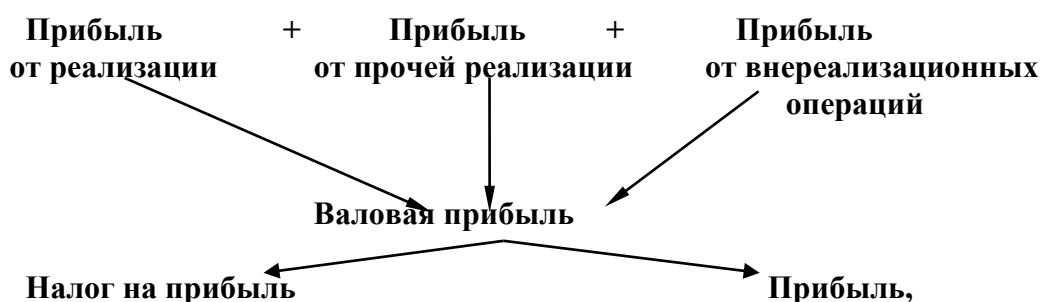 Прибыль + Прибыль + Прибыль
от реализации от прочей реализации от внереализационных
операций
Валовая прибыль
Налог на прибыль Прибыль,